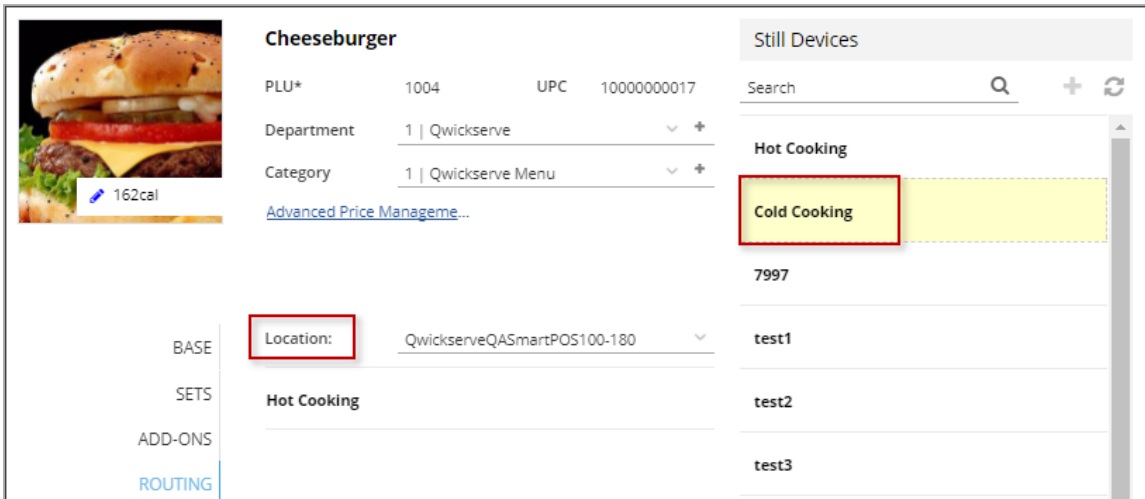 Cheeseburger
PLU* 1004 UPC 10000000017
Department 1 | Qwickserve
Category 1 | Qwickserve Menu
162cal
Advanced Price Manageme...
Location: QwickserveQASmartPOS100-180
Hot Cooking
BASE
SETS
ADD-ONS
ROUTING
Still Devices
Search
Hot Cooking
Cold Cooking
7997
test1
test2
test3